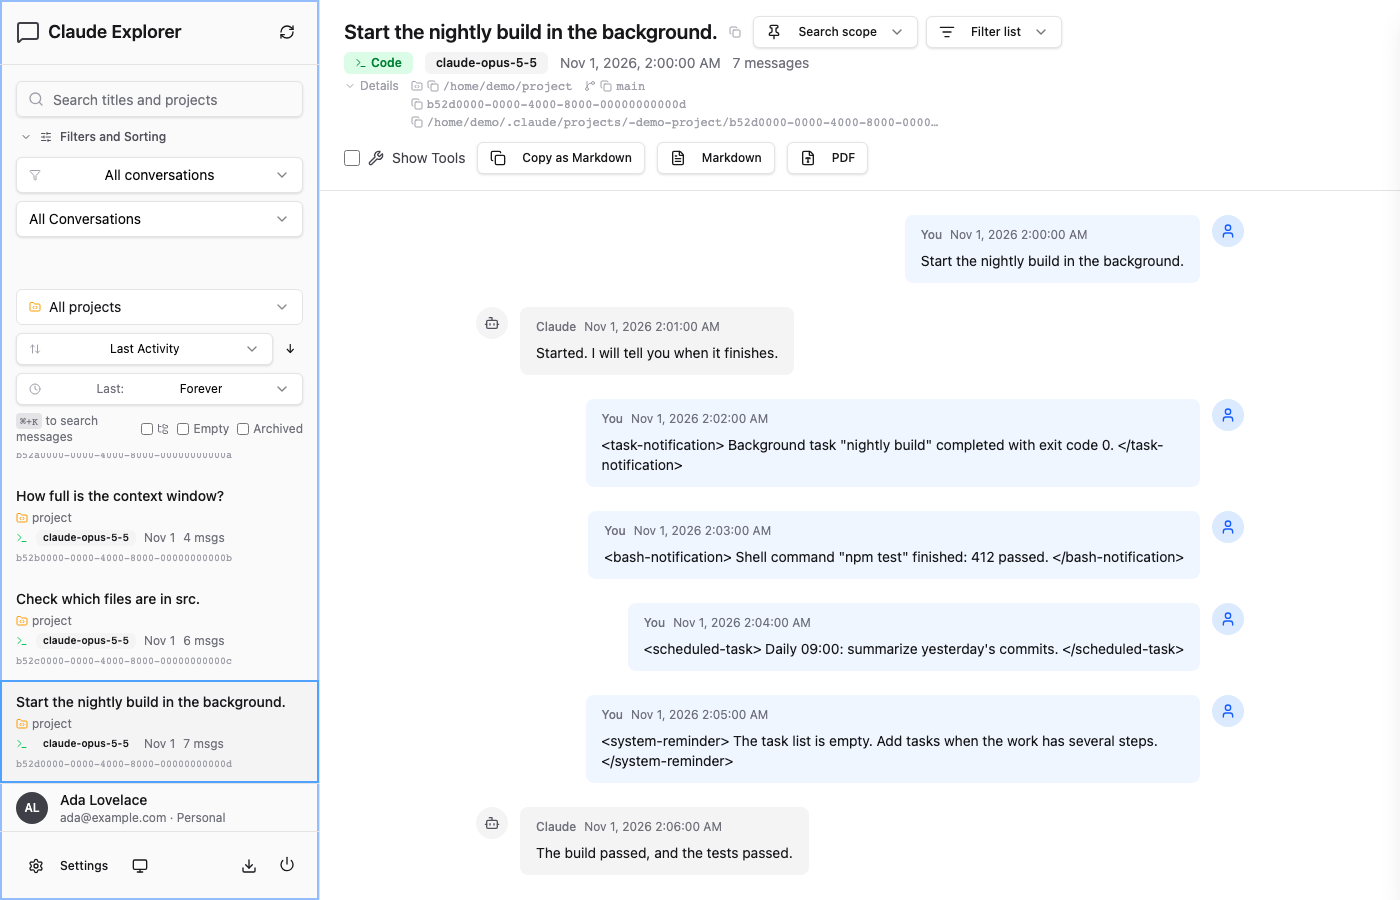 Claude Explorer
Search titles and projects
Filters and Sorting
All conversations
All Conversations
All projects
Last Activity
Last: Forever
⌘+K to search messages
Empty
Archived
b52a0000-0000-4000-8000-00000000000a
How full is the context window?
project
claude-opus-5-5 Nov 1 4 msgs
b52b0000-0000-4000-8000-00000000000b
Check which files are in src.
project
claude-opus-5-5 Nov 1 6 msgs
b52c0000-0000-4000-8000-00000000000c
Start the nightly build in the background.
project
claude-opus-5-5 Nov 1 7 msgs
b52d0000-0000-4000-8000-00000000000d
AL
Ada Lovelace
ada@example.com · Personal
Settings
Start the nightly build in the background.
Search scope
Filter list
Code claude-opus-5-5 Nov 1, 2026, 2:00:00 AM 7 messages
Details /home/demo/project main
b52d0000-0000-4000-8000-00000000000d
/home/demo/.claude/projects/-demo-project/b52d0000-0000-4000-8000-0000…
Show Tools
Copy as Markdown
Markdown
PDF
You Nov 1, 2026 2:00:00 AM
Start the nightly build in the background.
Claude Nov 1, 2026 2:01:00 AM
Started. I will tell you when it finishes.
You Nov 1, 2026 2:02:00 AM
<task-notification> Background task "nightly build" completed with exit code 0. </task-
notification>
You Nov 1, 2026 2:03:00 AM
<bash-notification> Shell command "npm test" finished: 412 passed. </bash-notification>
You Nov 1, 2026 2:04:00 AM
<scheduled-task> Daily 09:00: summarize yesterday's commits. </scheduled-task>
You Nov 1, 2026 2:05:00 AM
<system-reminder> The task list is empty. Add tasks when the work has several steps.
</system-reminder>
Claude Nov 1, 2026 2:06:00 AM
The build passed, and the tests passed.